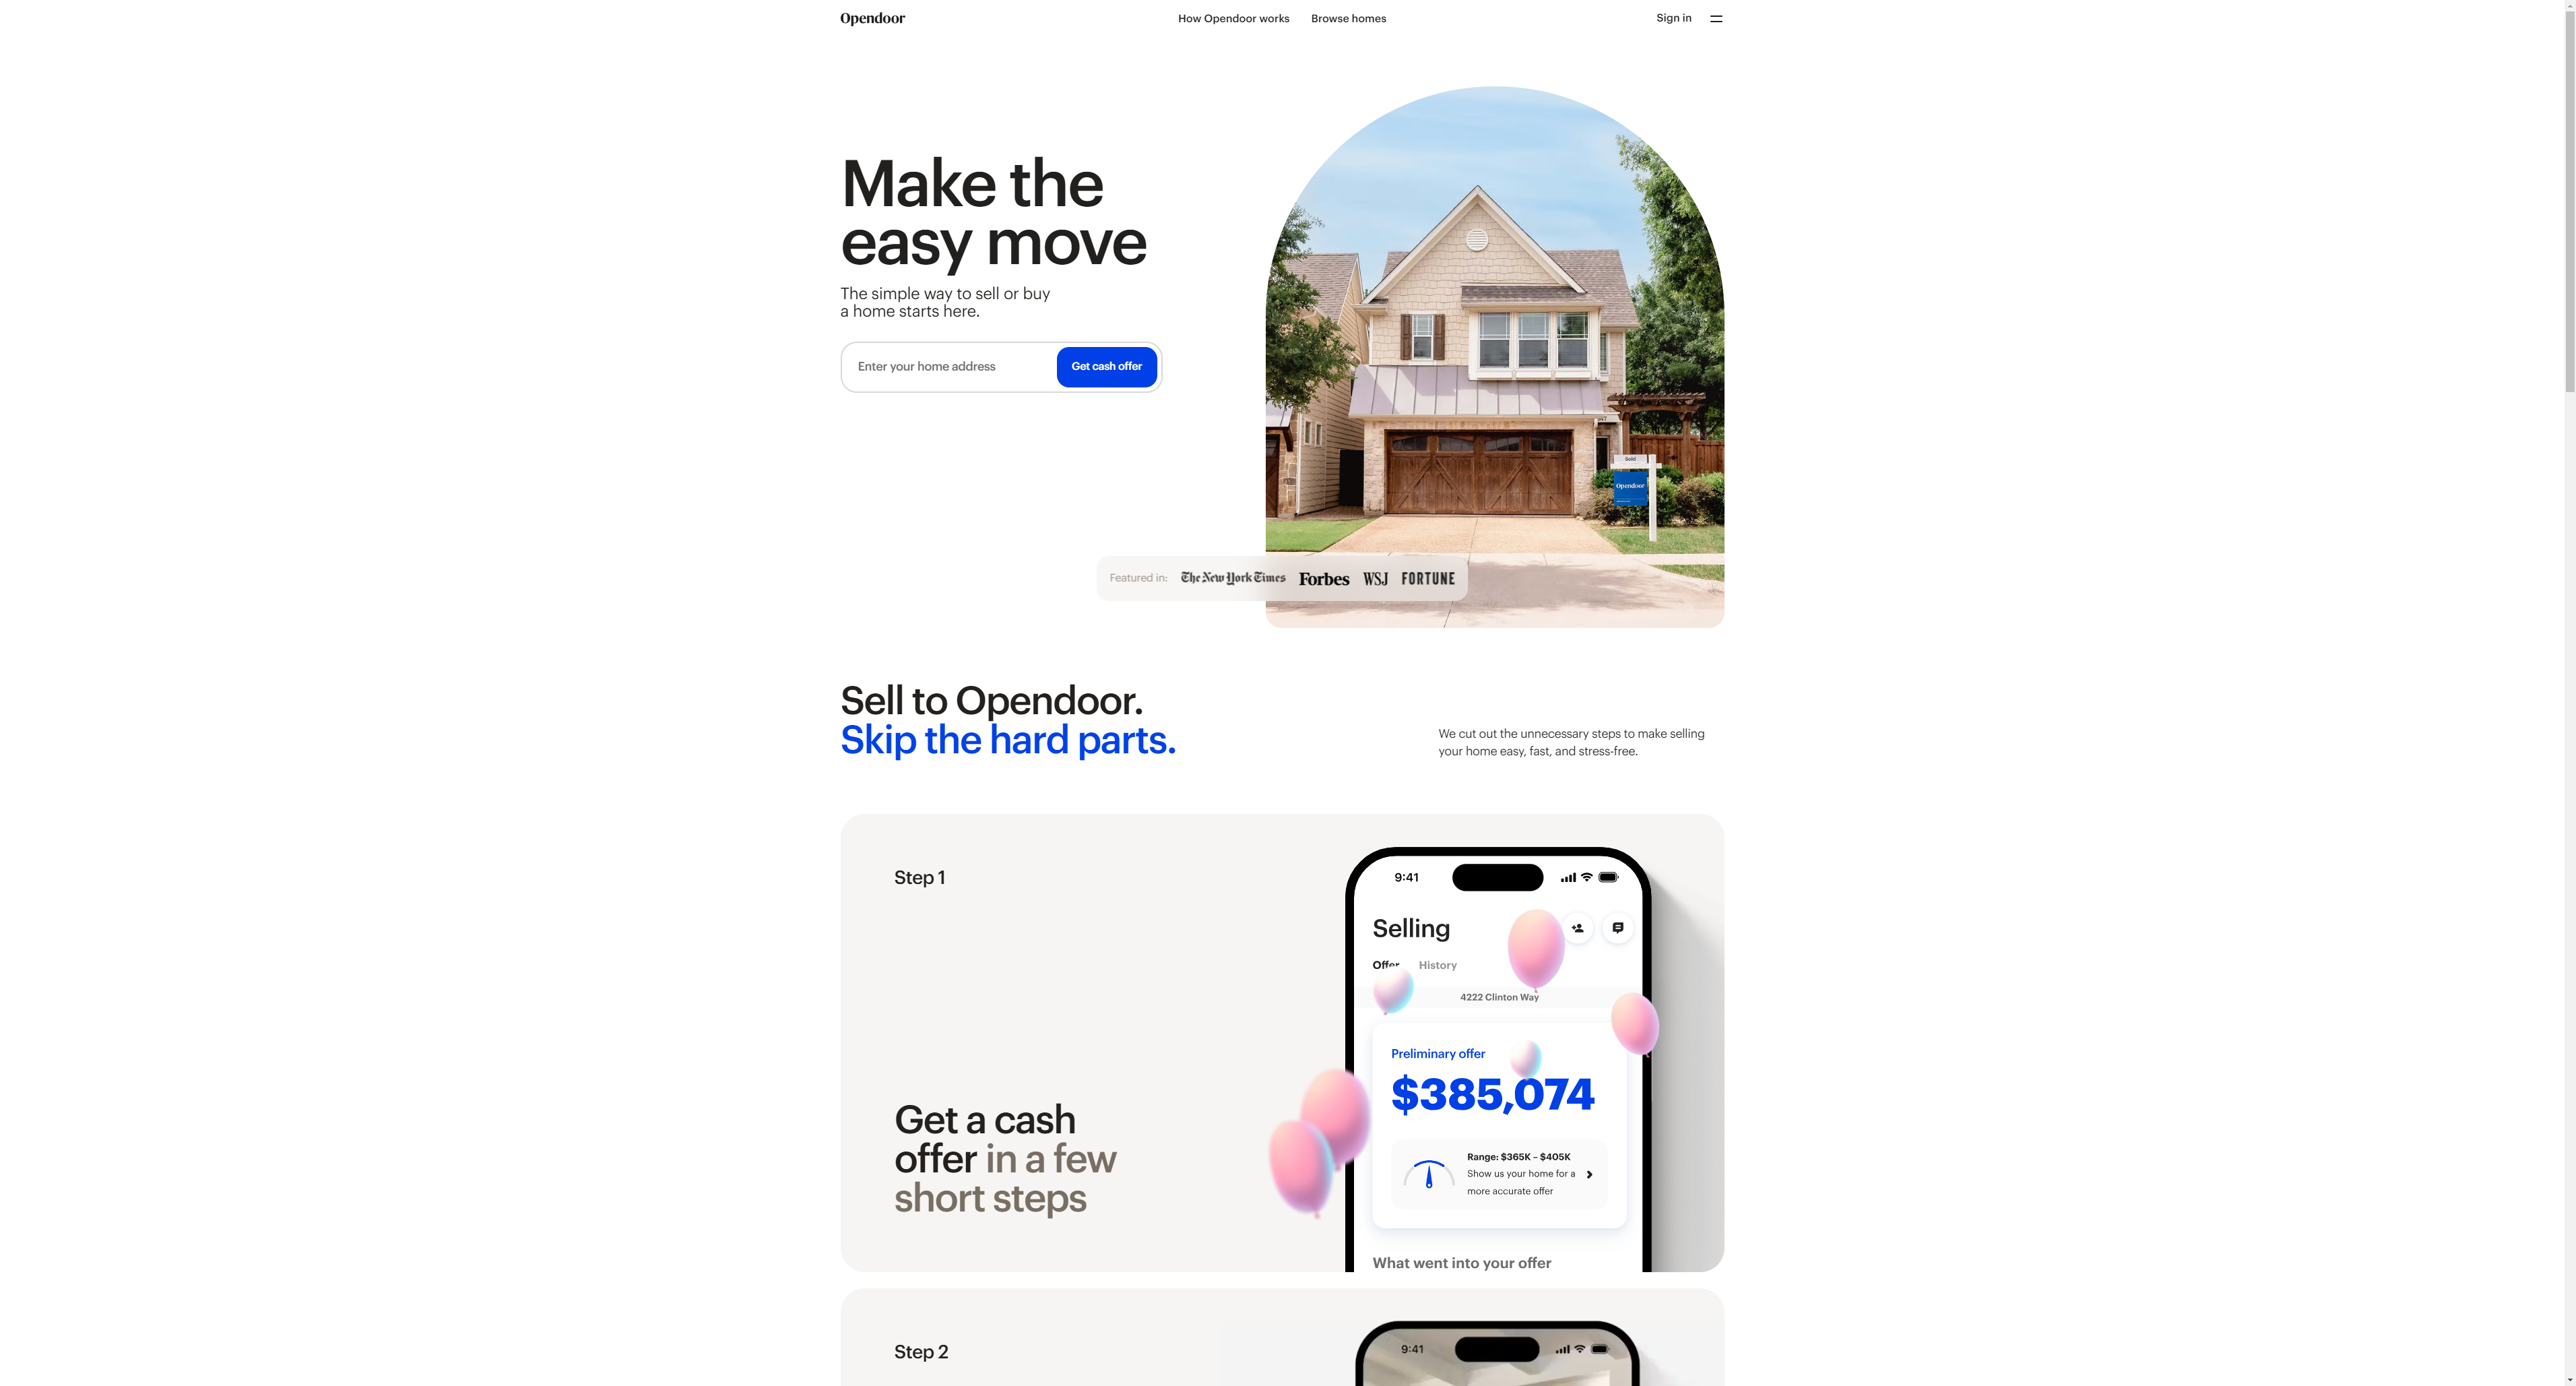 Opendoor
How Opendoor works
Browse homes
Sign in
Make the
easy move
The simple way to sell or buy
a home starts here.
Enter your home address
Get cash offer
Sold
Opendoor
Featured in:
The New York Times
Forbes
WSJ
FORTUNE
Sell to Opendoor.
Skip the hard parts.
We cut out the unnecessary steps to make selling
your home easy, fast, and stress-free.
Step 1
Get a cash
offer in a few
short steps
9:41
Selling
Offer
History
4222 Clinton Way
Preliminary offer
$385,074
Range: $365K – $405K
Show us your home for a
more accurate offer
What went into your offer
Step 2
9:41